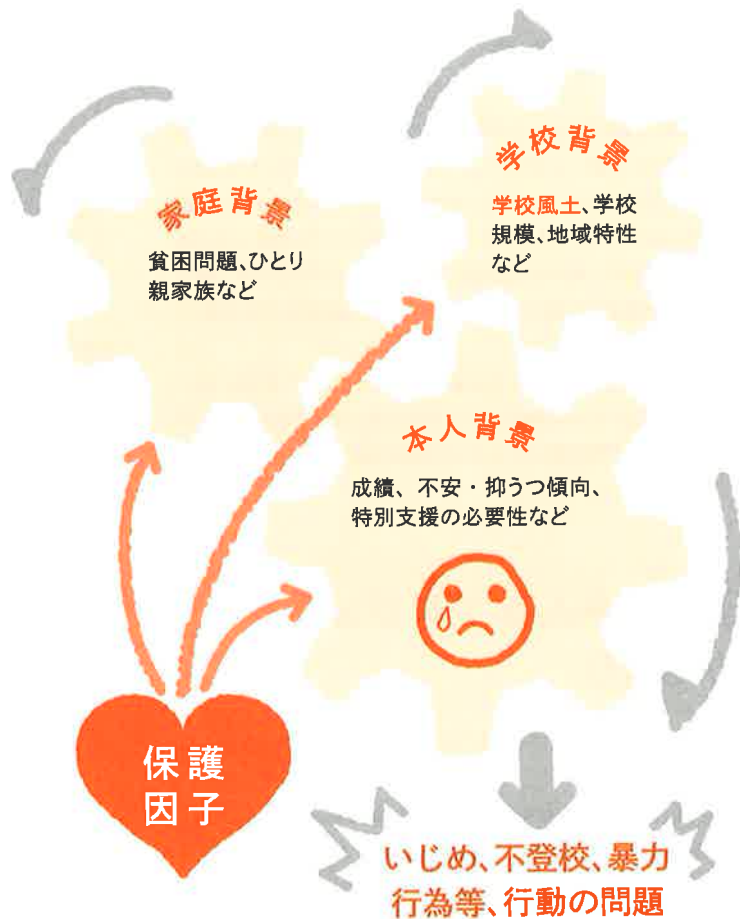 家庭背景
貧困問題、ひとり
親家族など
学校背景
学校風土、学校
規模、地域特性
など
本人背景
成績、不安・抑うつ傾向、
特別支援の必要性など
保護
因子
いじめ、不登校、暴力
行為等、行動の問題